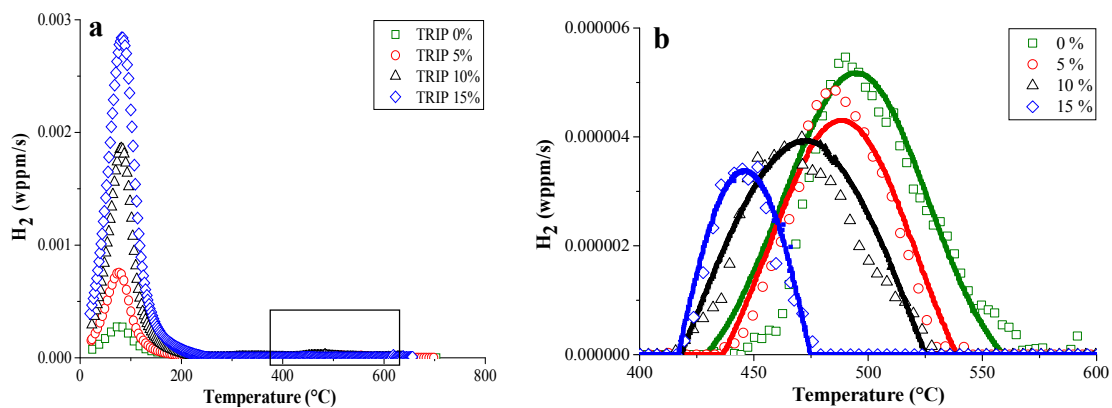 a
TRIP 0%
TRIP 5%
TRIP 10%
TRIP 15%
H2 (wppm/s)
0.003
0.002
0.001
0.000
0
200
400
600
800
Temperature (°C)
b
0 %
5 %
10 %
15 %
H2 (wppm/s)
0.000006
0.000004
0.000002
0.000000
400
450
500
550
600
Temperature (°C)